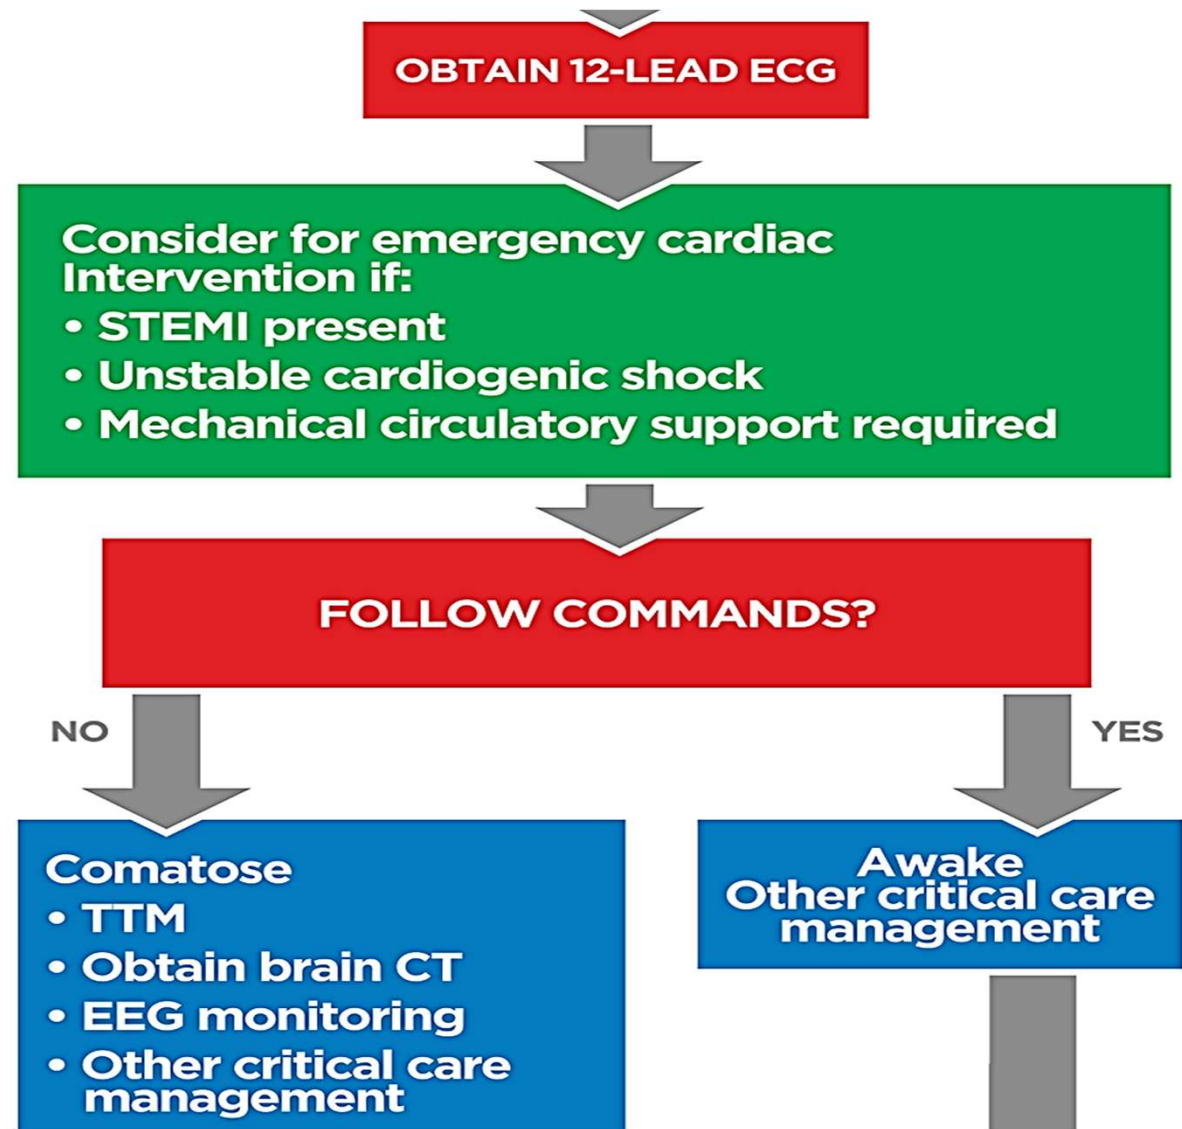 OBTAIN 12-LEAD ECG
Consider for emergency cardiac
Intervention if:
• STEMI present
• Unstable cardiogenic shock
• Mechanical circulatory support required
FOLLOW COMMANDS?
NO
YES
Comatose
• TTM
• Obtain brain CT
• EEG monitoring
• Other critical care
management
Awake
Other critical care
management